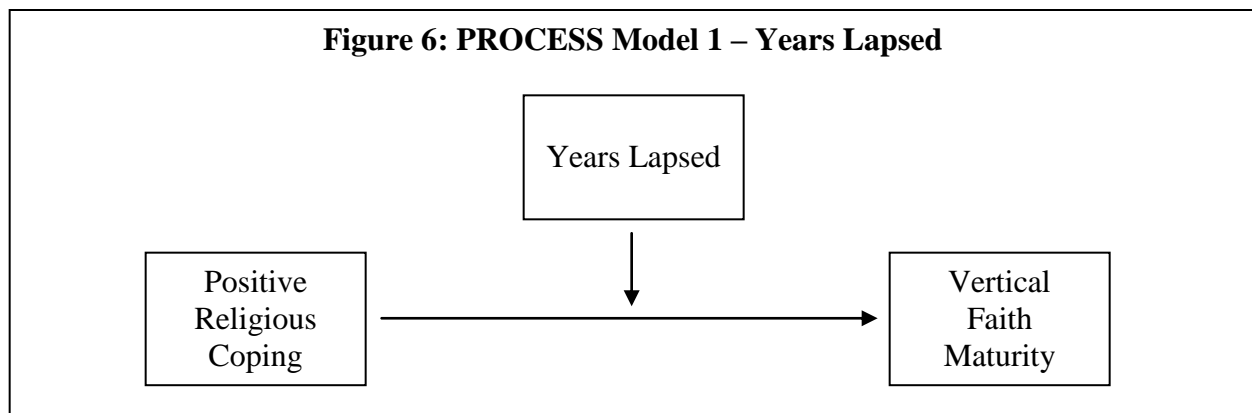 Figure 6: PROCESS Model 1 – Years Lapsed
Years Lapsed
Positive
Religious
Coping
Vertical
Faith
Maturity